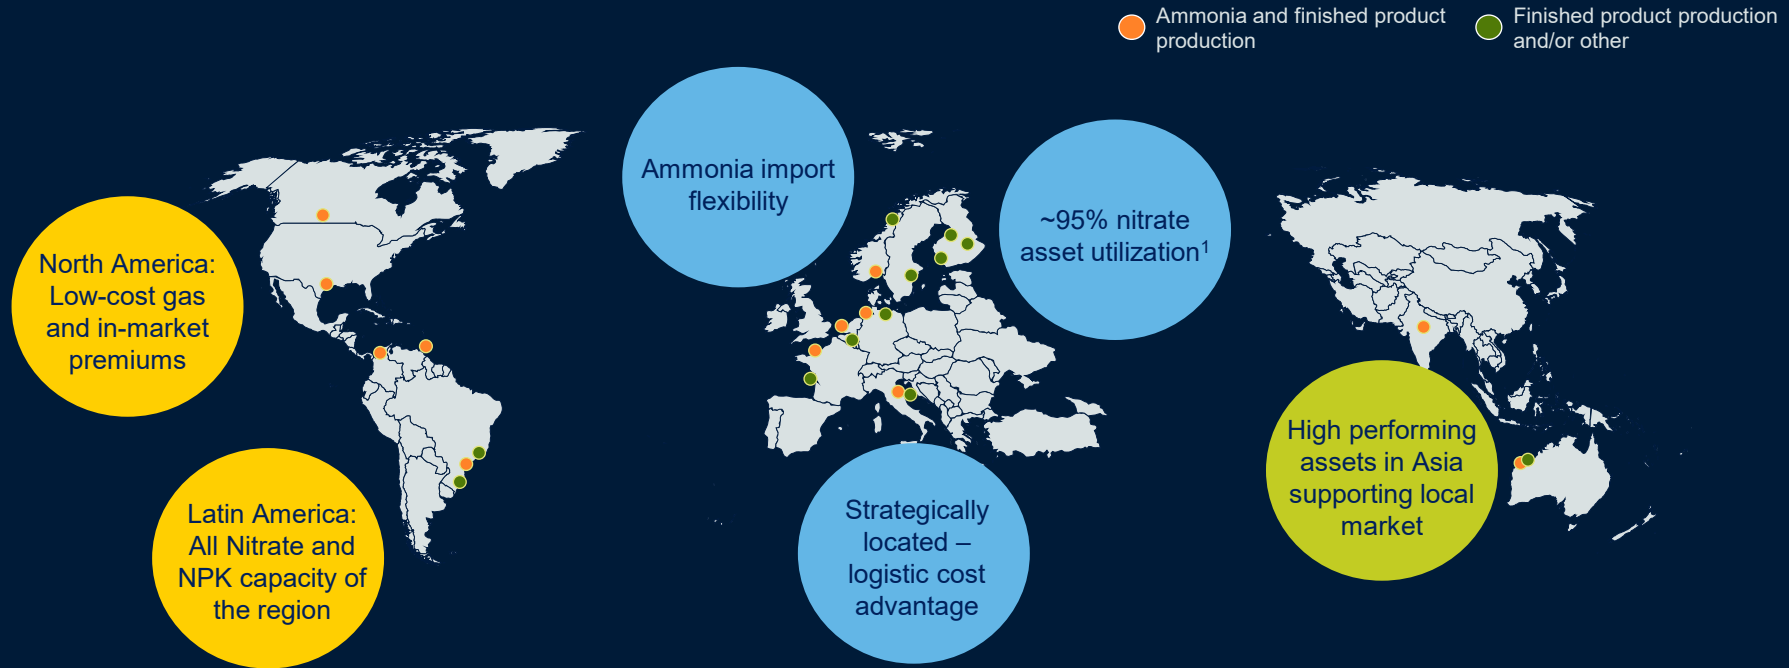 Ammonia and finished product
production
Finished product production
and/or other
Ammonia import
flexibility
~95% nitrate
asset utilization¹
North America:
Low-cost gas
and in-market
premiums
High performing
assets in Asia
supporting local
market
Latin America:
All Nitrate and
NPK capacity of
the region
Strategically
located –
logistic cost
advantage